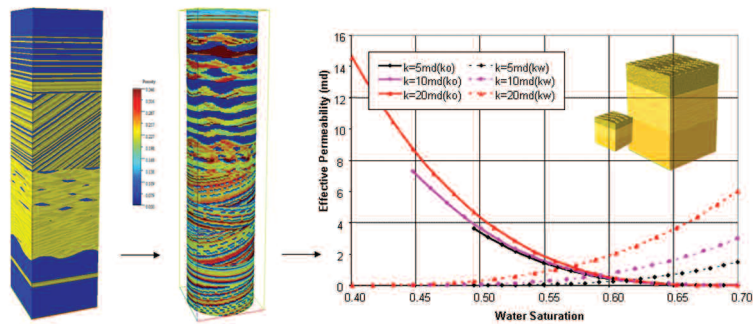 Porosity
16
14
12
10
8
6
4
2
0
Effective Permeability (md)
k=5md(ko)
k=5md(kw)
k=10md(ko)
k=10md(kw)
k=20md(ko)
k=20md(kw)
0.40
0.45
0.50
0.55
0.60
0.65
0.70
Water Saturation